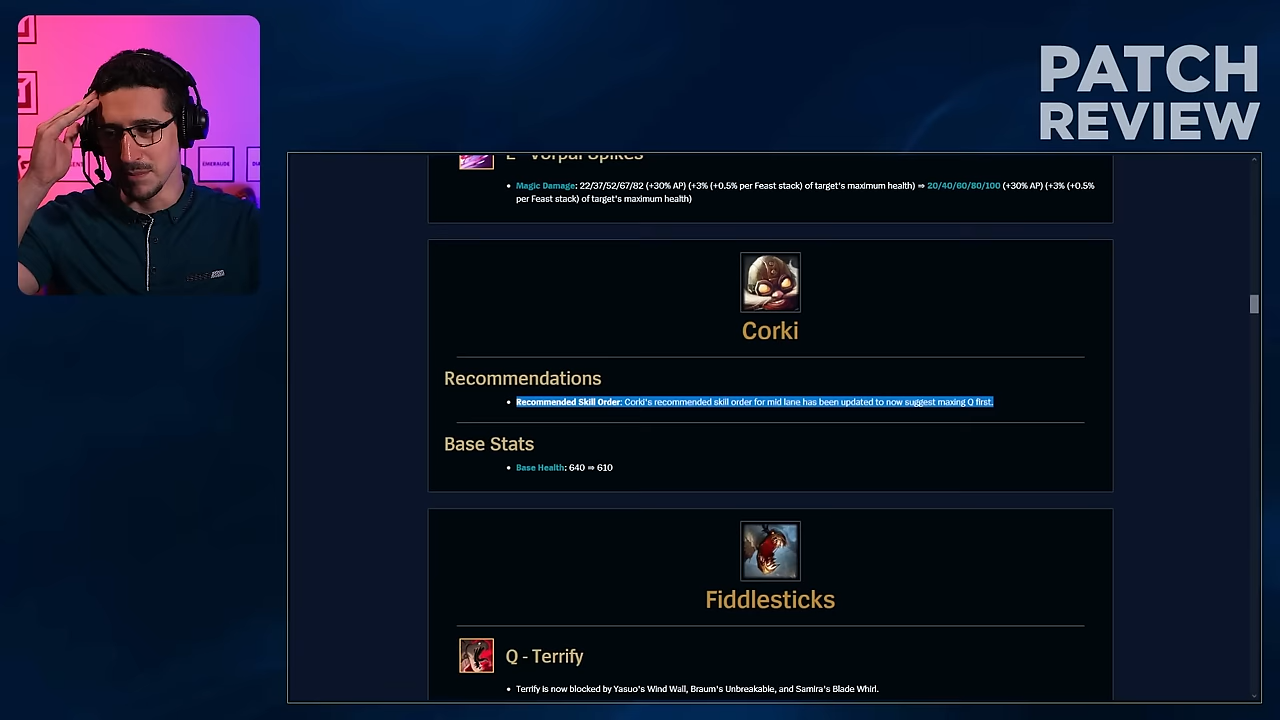 PATCH
REVIEW
E - Vorpal Spikes
• Magic Damage: 22/37/52/67/82 (+30% AP) (+3% (+0.5% per Feast stack) of target's maximum health) ⇒ 20/40/60/80/100 (+30% AP) (+3% (+0.5%
per Feast stack) of target's maximum health)
Corki
Recommendations
• Recommended Skill Order: Corki's recommended skill order for mid lane has been updated to now suggest maxing Q first.
Base Stats
• Base Health: 640 ⇒ 610
Fiddlesticks
Q - Terrify
• Terrify is now blocked by Yasuo's Wind Wall, Braum's Unbreakable, and Samira's Blade Whirl.
EMERAUDE
DIA